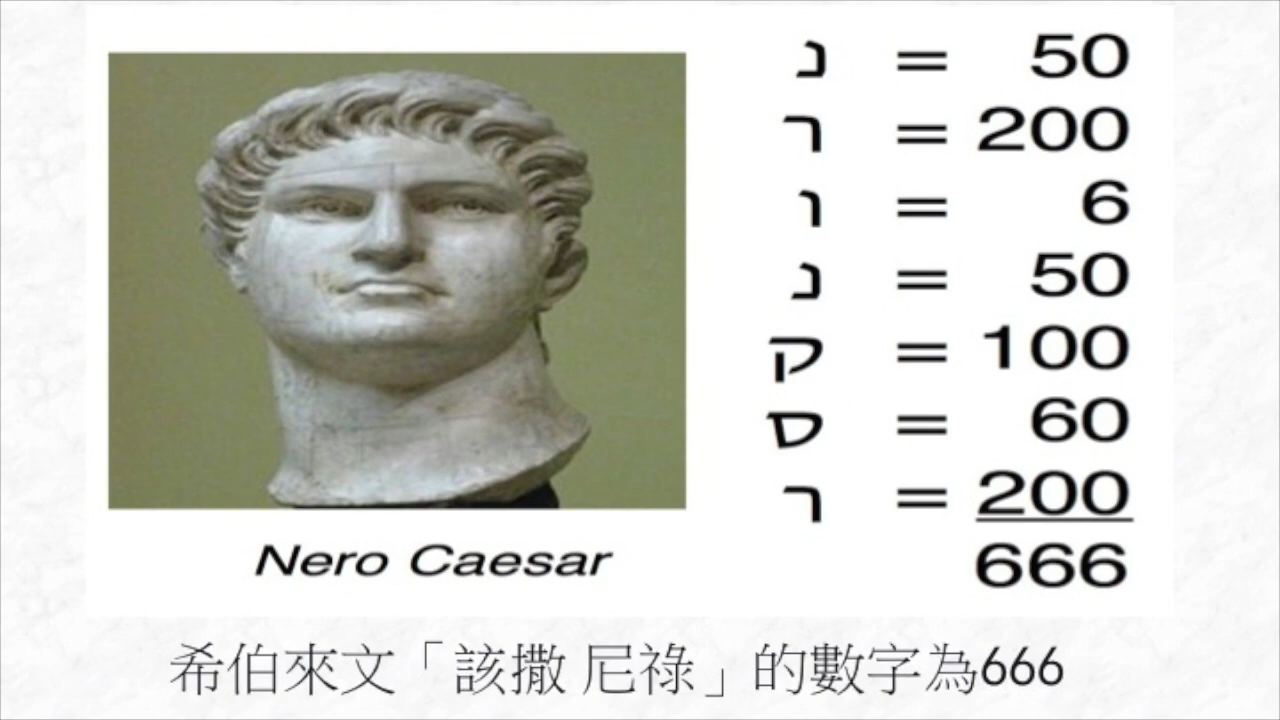 נ = 50
ר = 200
ו = 6
נ = 50
ק = 100
ס = 60
ר = 200
666
Nero Caesar
希伯來文「該撒 尼祿」的數字為666